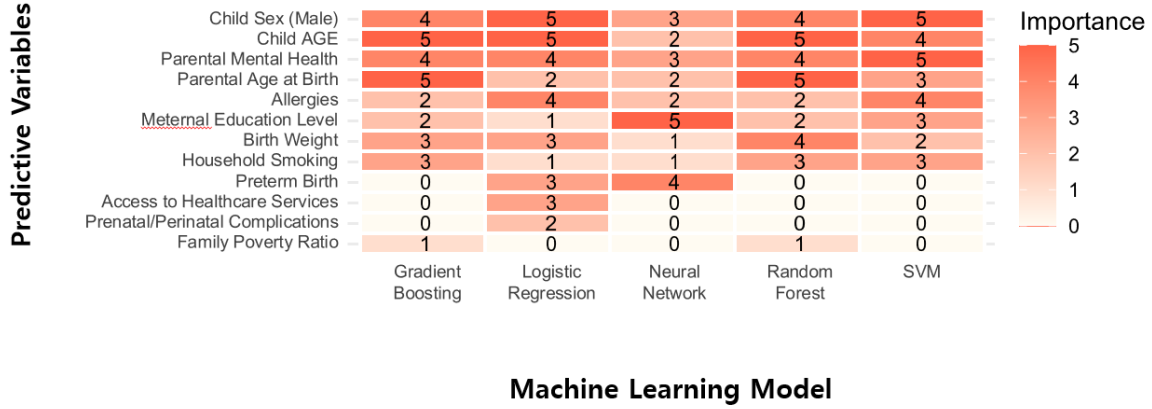 Predictive Variables
Child Sex (Male) 4 5 3 4 5
Child AGE 5 5 2 5 4
Parental Mental Health 4 4 3 4 5
Parental Age at Birth 5 2 2 5 3
Allergies 2 4 2 2 4
Meternal Education Level 2 1 5 2 3
Birth Weight 3 3 1 4 2
Household Smoking 3 1 1 3 3
Preterm Birth 0 3 4 0 0
Access to Healthcare Services 0 3 0 0 0
Prenatal/Perinatal Complications 0 2 0 0 0
Family Poverty Ratio 1 0 0 1 0
Gradient Logistic Neural Random SVM
Boosting Regression Network Forest
Machine Learning Model
Importance
5
4
3
2
1
0